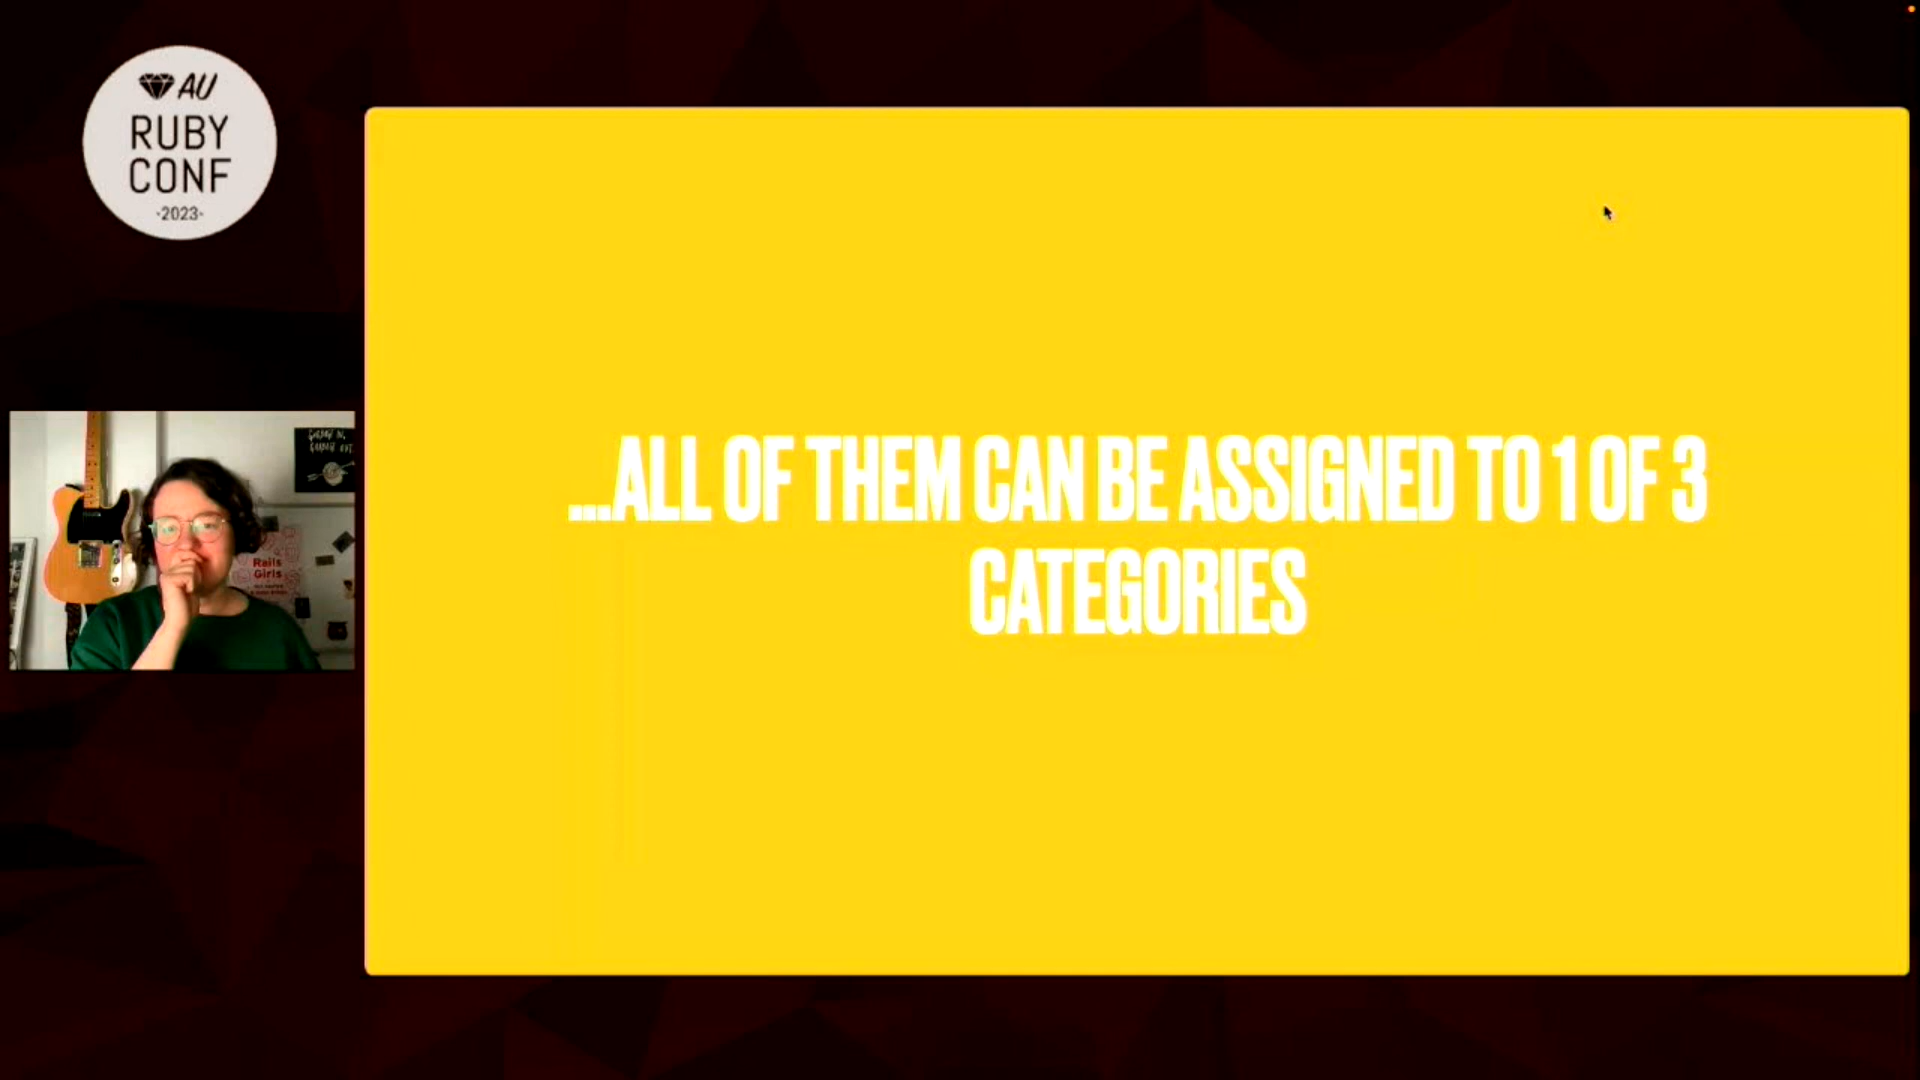 AU
RUBY
CONF
-2023-
...ALL OF THEM CAN BE ASSIGNED TO 1 OF 3
CATEGORIES
Rails
Girls